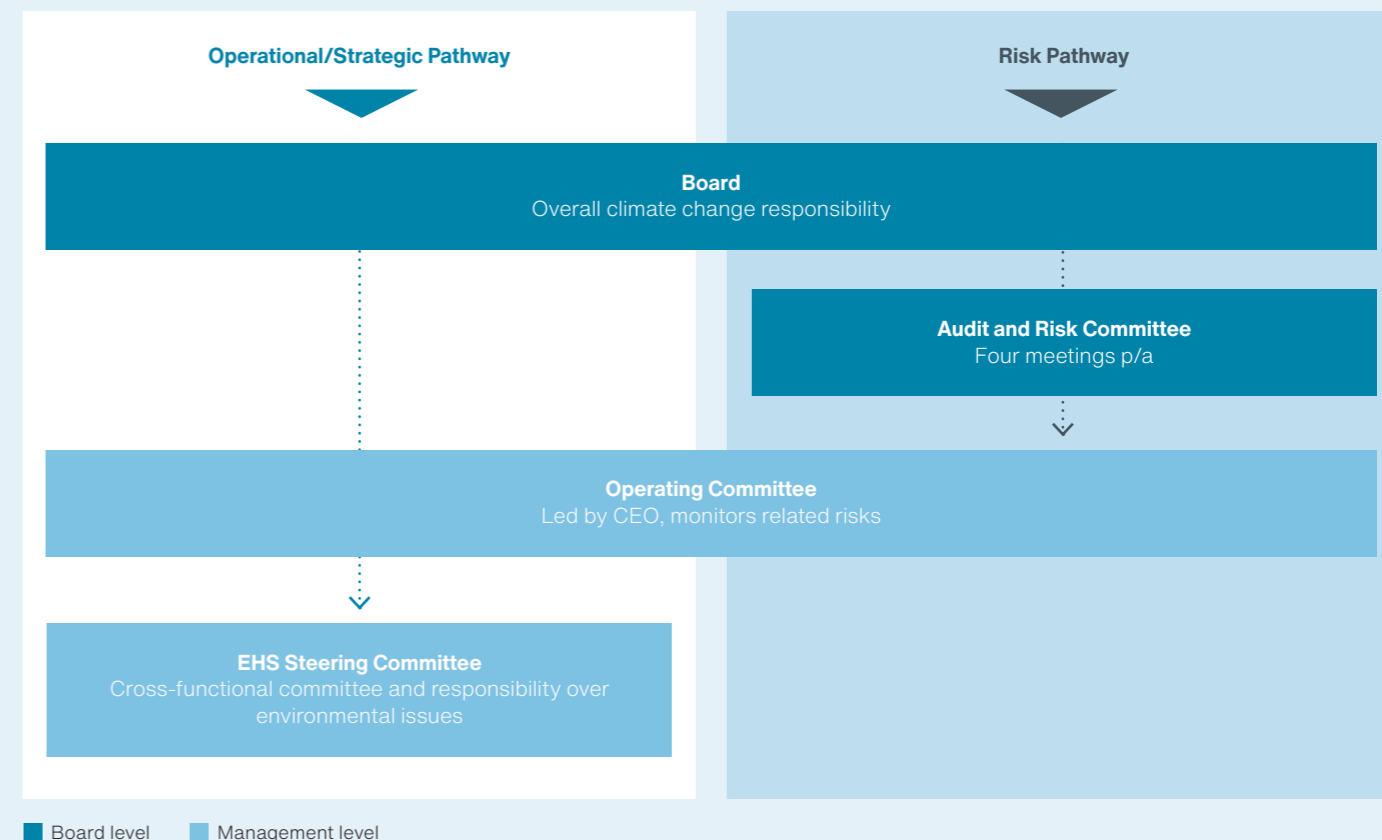 Operational/Strategic Pathway
Risk Pathway
Board
Overall climate change responsibility
Audit and Risk Committee
Four meetings p/a
Operating Committee
Led by CEO, monitors related risks
EHS Steering Committee
Cross-functional committee and responsibility over
environmental issues
Board level
Management level